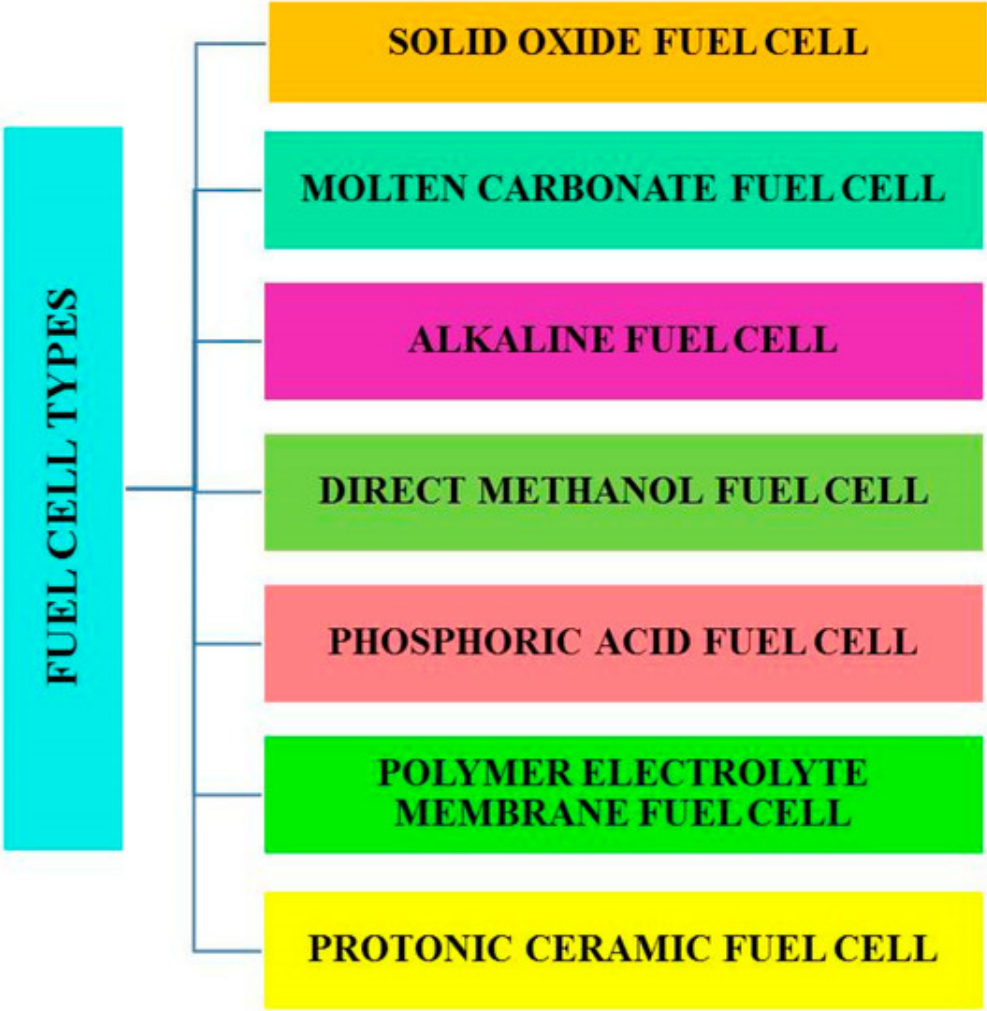 FUEL CELL TYPES
SOLID OXIDE FUEL CELL
MOLTEN CARBONATE FUEL CELL
ALKALINE FUEL CELL
DIRECT METHANOL FUEL CELL
PHOSPHORIC ACID FUEL CELL
POLYMER ELECTROLYTE
MEMBRANE FUEL CELL
PROTONIC CERAMIC FUEL CELL